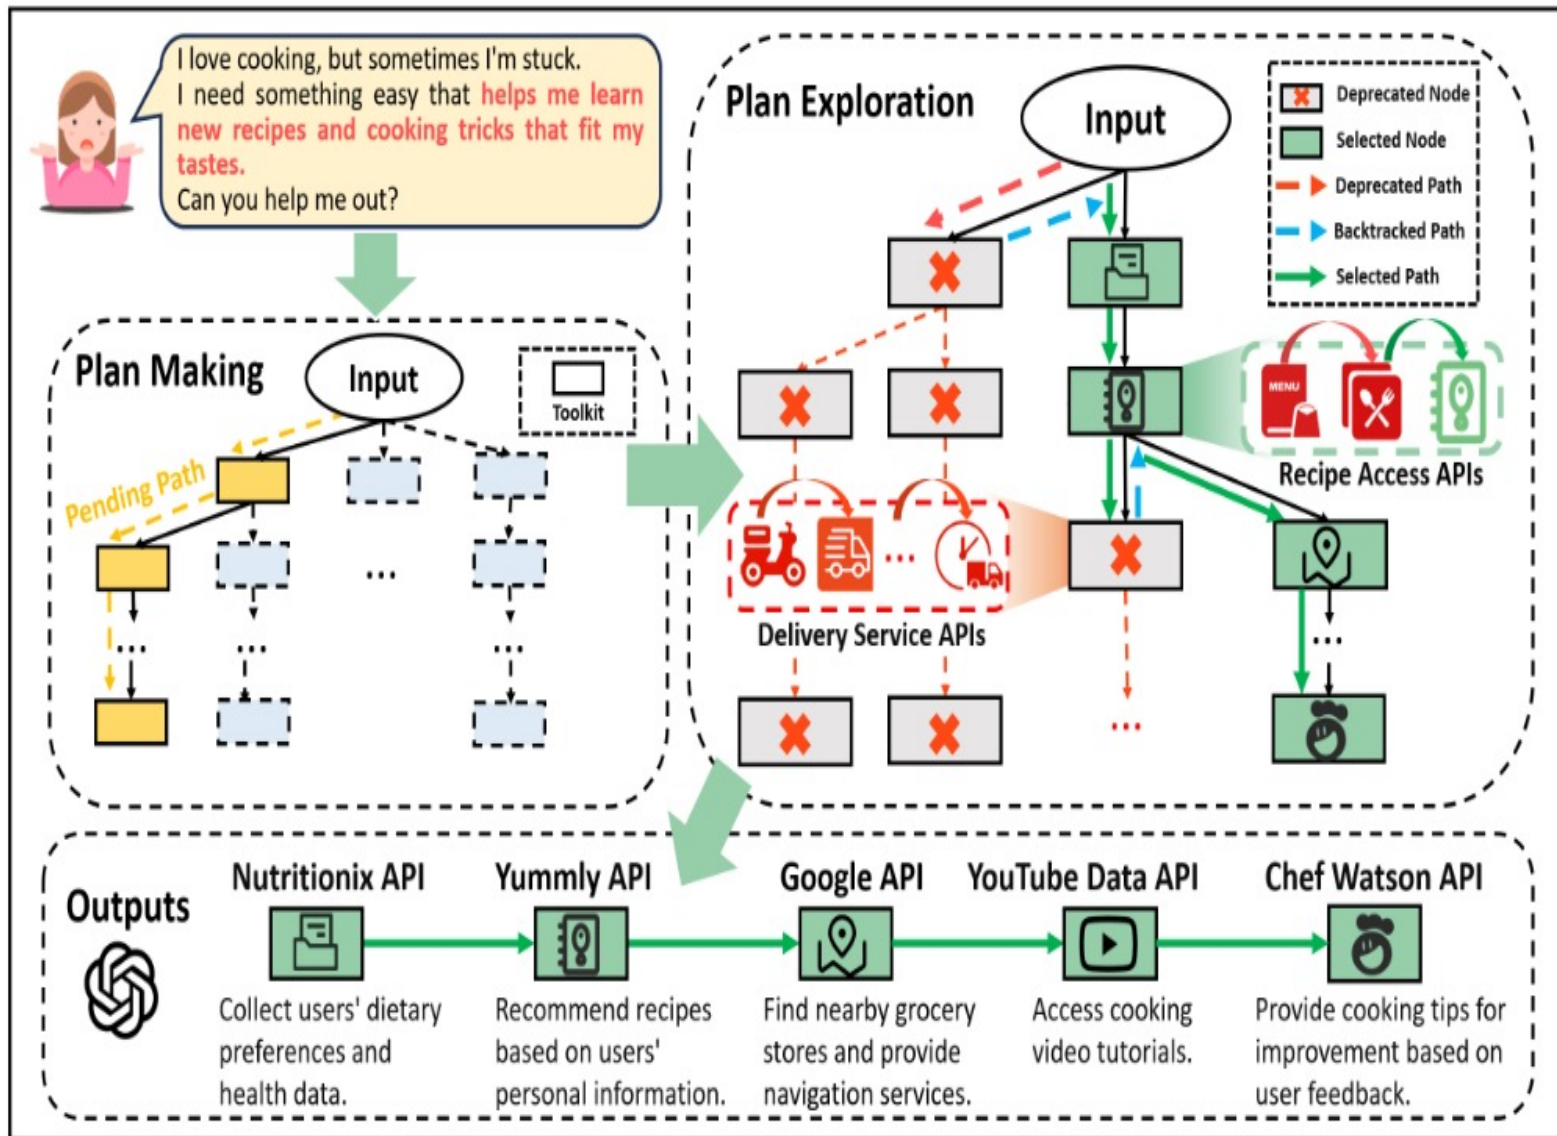 I love cooking, but sometimes I'm stuck.
I need something easy that helps me learn
new recipes and cooking tricks that fit my
tastes.
Can you help me out?
Plan Making
Input
Toolkit
Pending Path
...
...
...
...
Plan Exploration
Input
Deprecated Node
Selected Node
Deprecated Path
Backtracked Path
Selected Path
MENU
Recipe Access APIs
...
Delivery Service APIs
...
...
Outputs
Nutritionix API
Collect users' dietary
preferences and
health data.
Yummly API
Recommend recipes
based on users'
personal information.
Google API
Find nearby grocery
stores and provide
navigation services.
YouTube Data API
Access cooking
video tutorials.
Chef Watson API
Provide cooking tips for
improvement based on
user feedback.